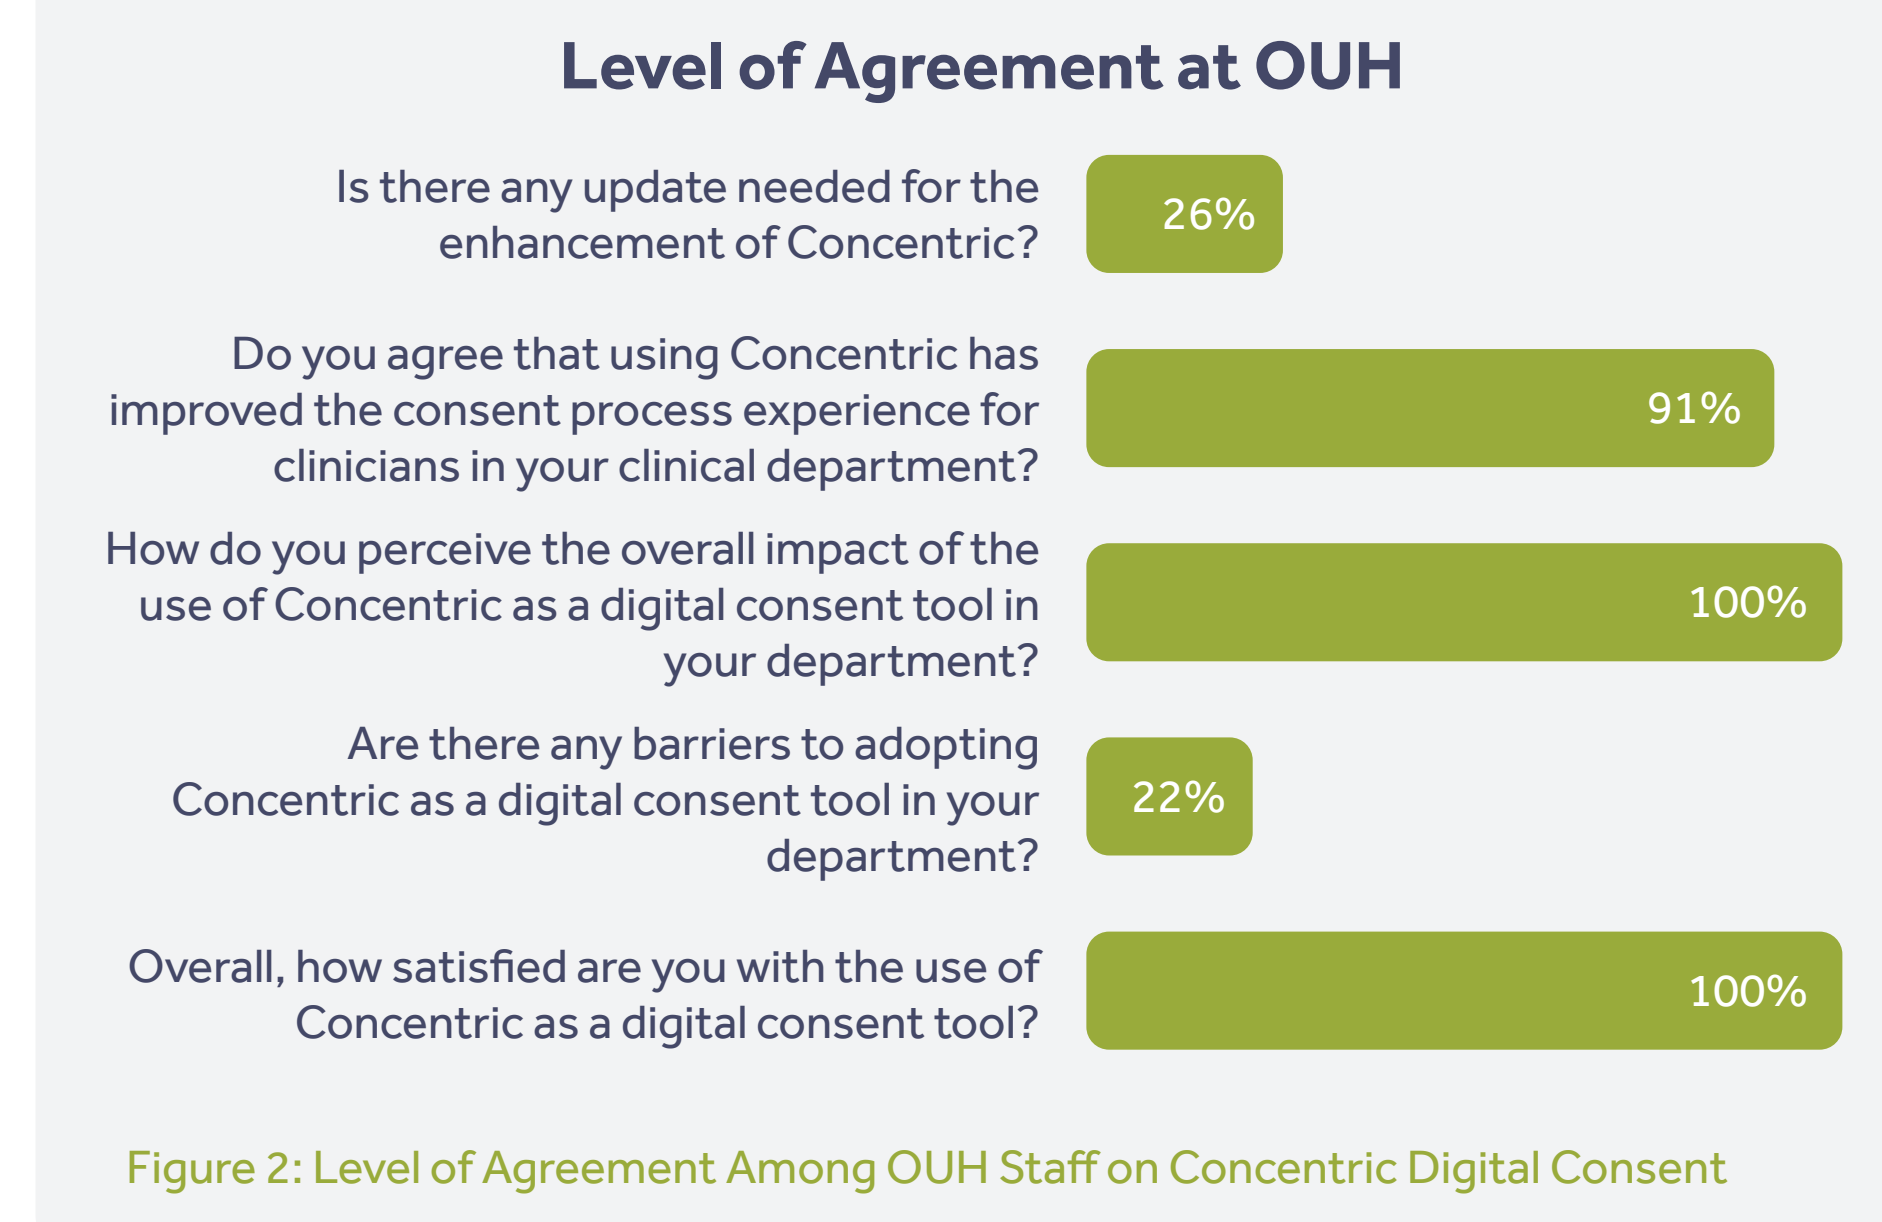 Level of Agreement at OUH
Is there any update needed for the
enhancement of Concentric?
26%
Do you agree that using Concentric has
improved the consent process experience for
clinicians in your clinical department?
91%
How do you perceive the overall impact of the
use of Concentric as a digital consent tool in
your department?
100%
Are there any barriers to adopting
Concentric as a digital consent tool in your
department?
22%
Overall, how satisfied are you with the use of
Concentric as a digital consent tool?
100%
Figure 2: Level of Agreement Among OUH Staff on Concentric Digital Consent